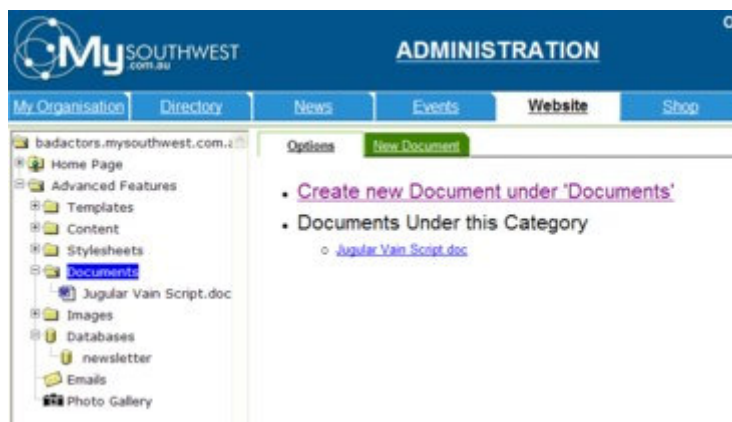 My SOUTHWEST
.com.au
ADMINISTRATION
My Organisation Directory News Events Website Shop
badactors.mysouthwest.com.a
Home Page
Advanced Features
Templates
Content
Stylesheets
Documents
Jugular Vain Script.doc
Images
Databases
newsletter
Emails
Photo Gallery
Options New Document
Create new Document under 'Documents'
Documents Under this Category
Jugular Vain Script.doc